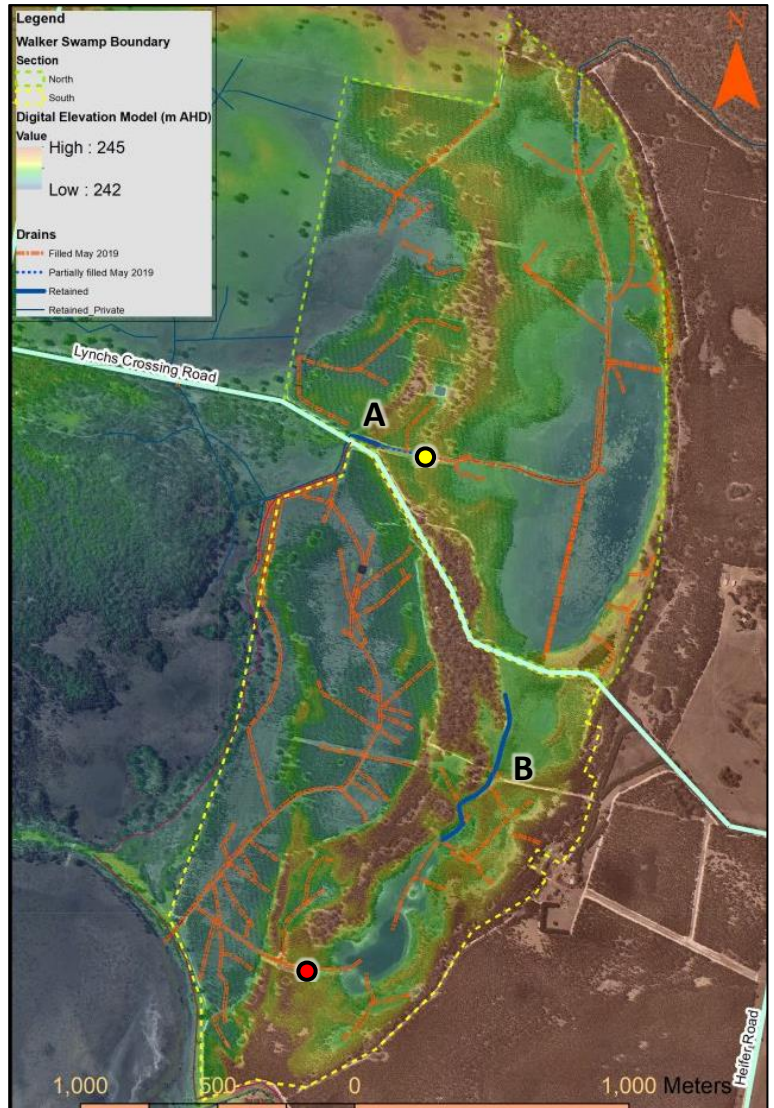 Legend
Walker Swamp Boundary
Section
North
South
Digital Elevation Model (m AHD)
Value
High : 245
Low : 242
Drains
Filled May 2019
Partially filled May 2019
Retained
Retained_Private
N
Lynchs Crossing Road
A
B
Heifer Road
1,000 500 0 1,000 Meters